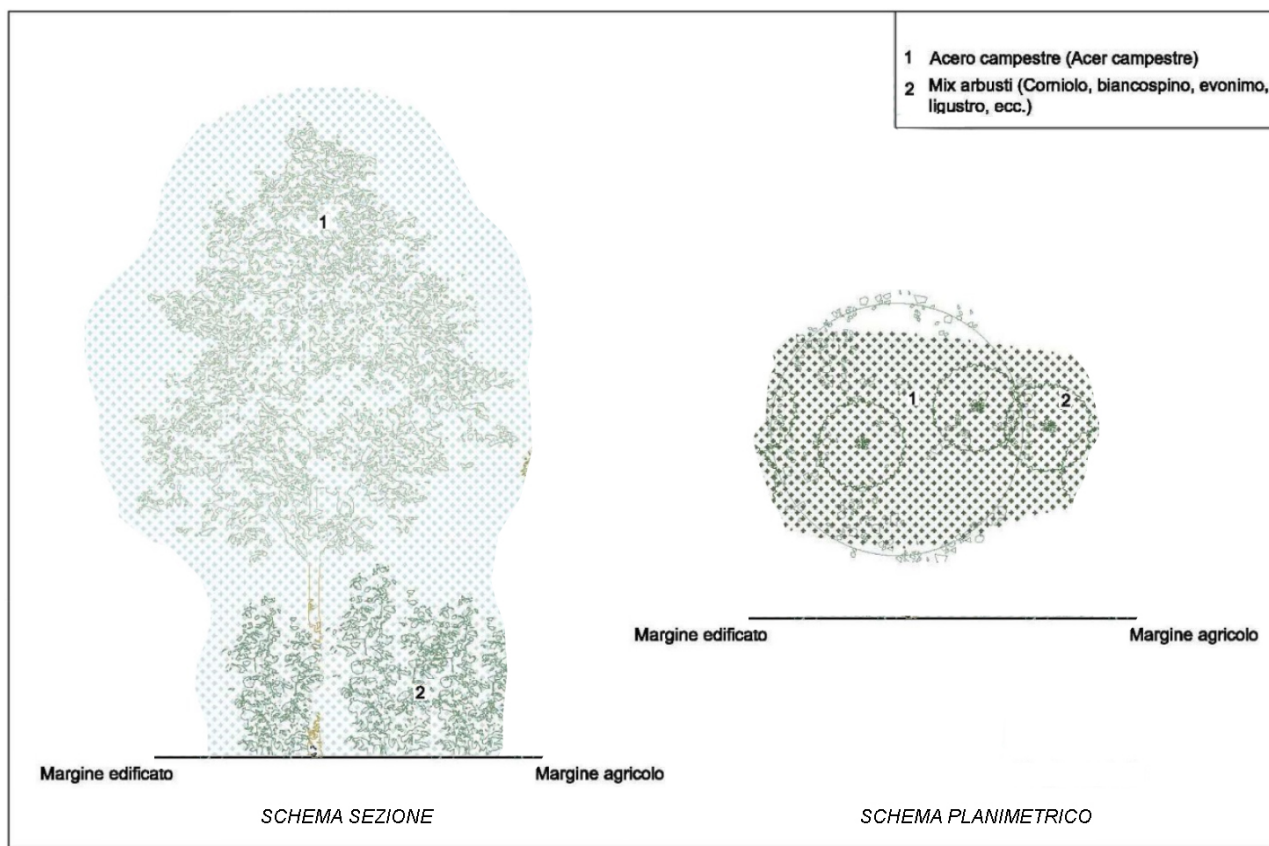 1 Acero campestre (Acer campestre)
2 Mix arbusti (Corniolo, biancospino, evonimo,
ligustro, ecc.)
1
2
Margine edificato
Margine agricolo
SCHEMA SEZIONE
1
2
Margine edificato
Margine agricolo
SCHEMA PLANIMETRICO